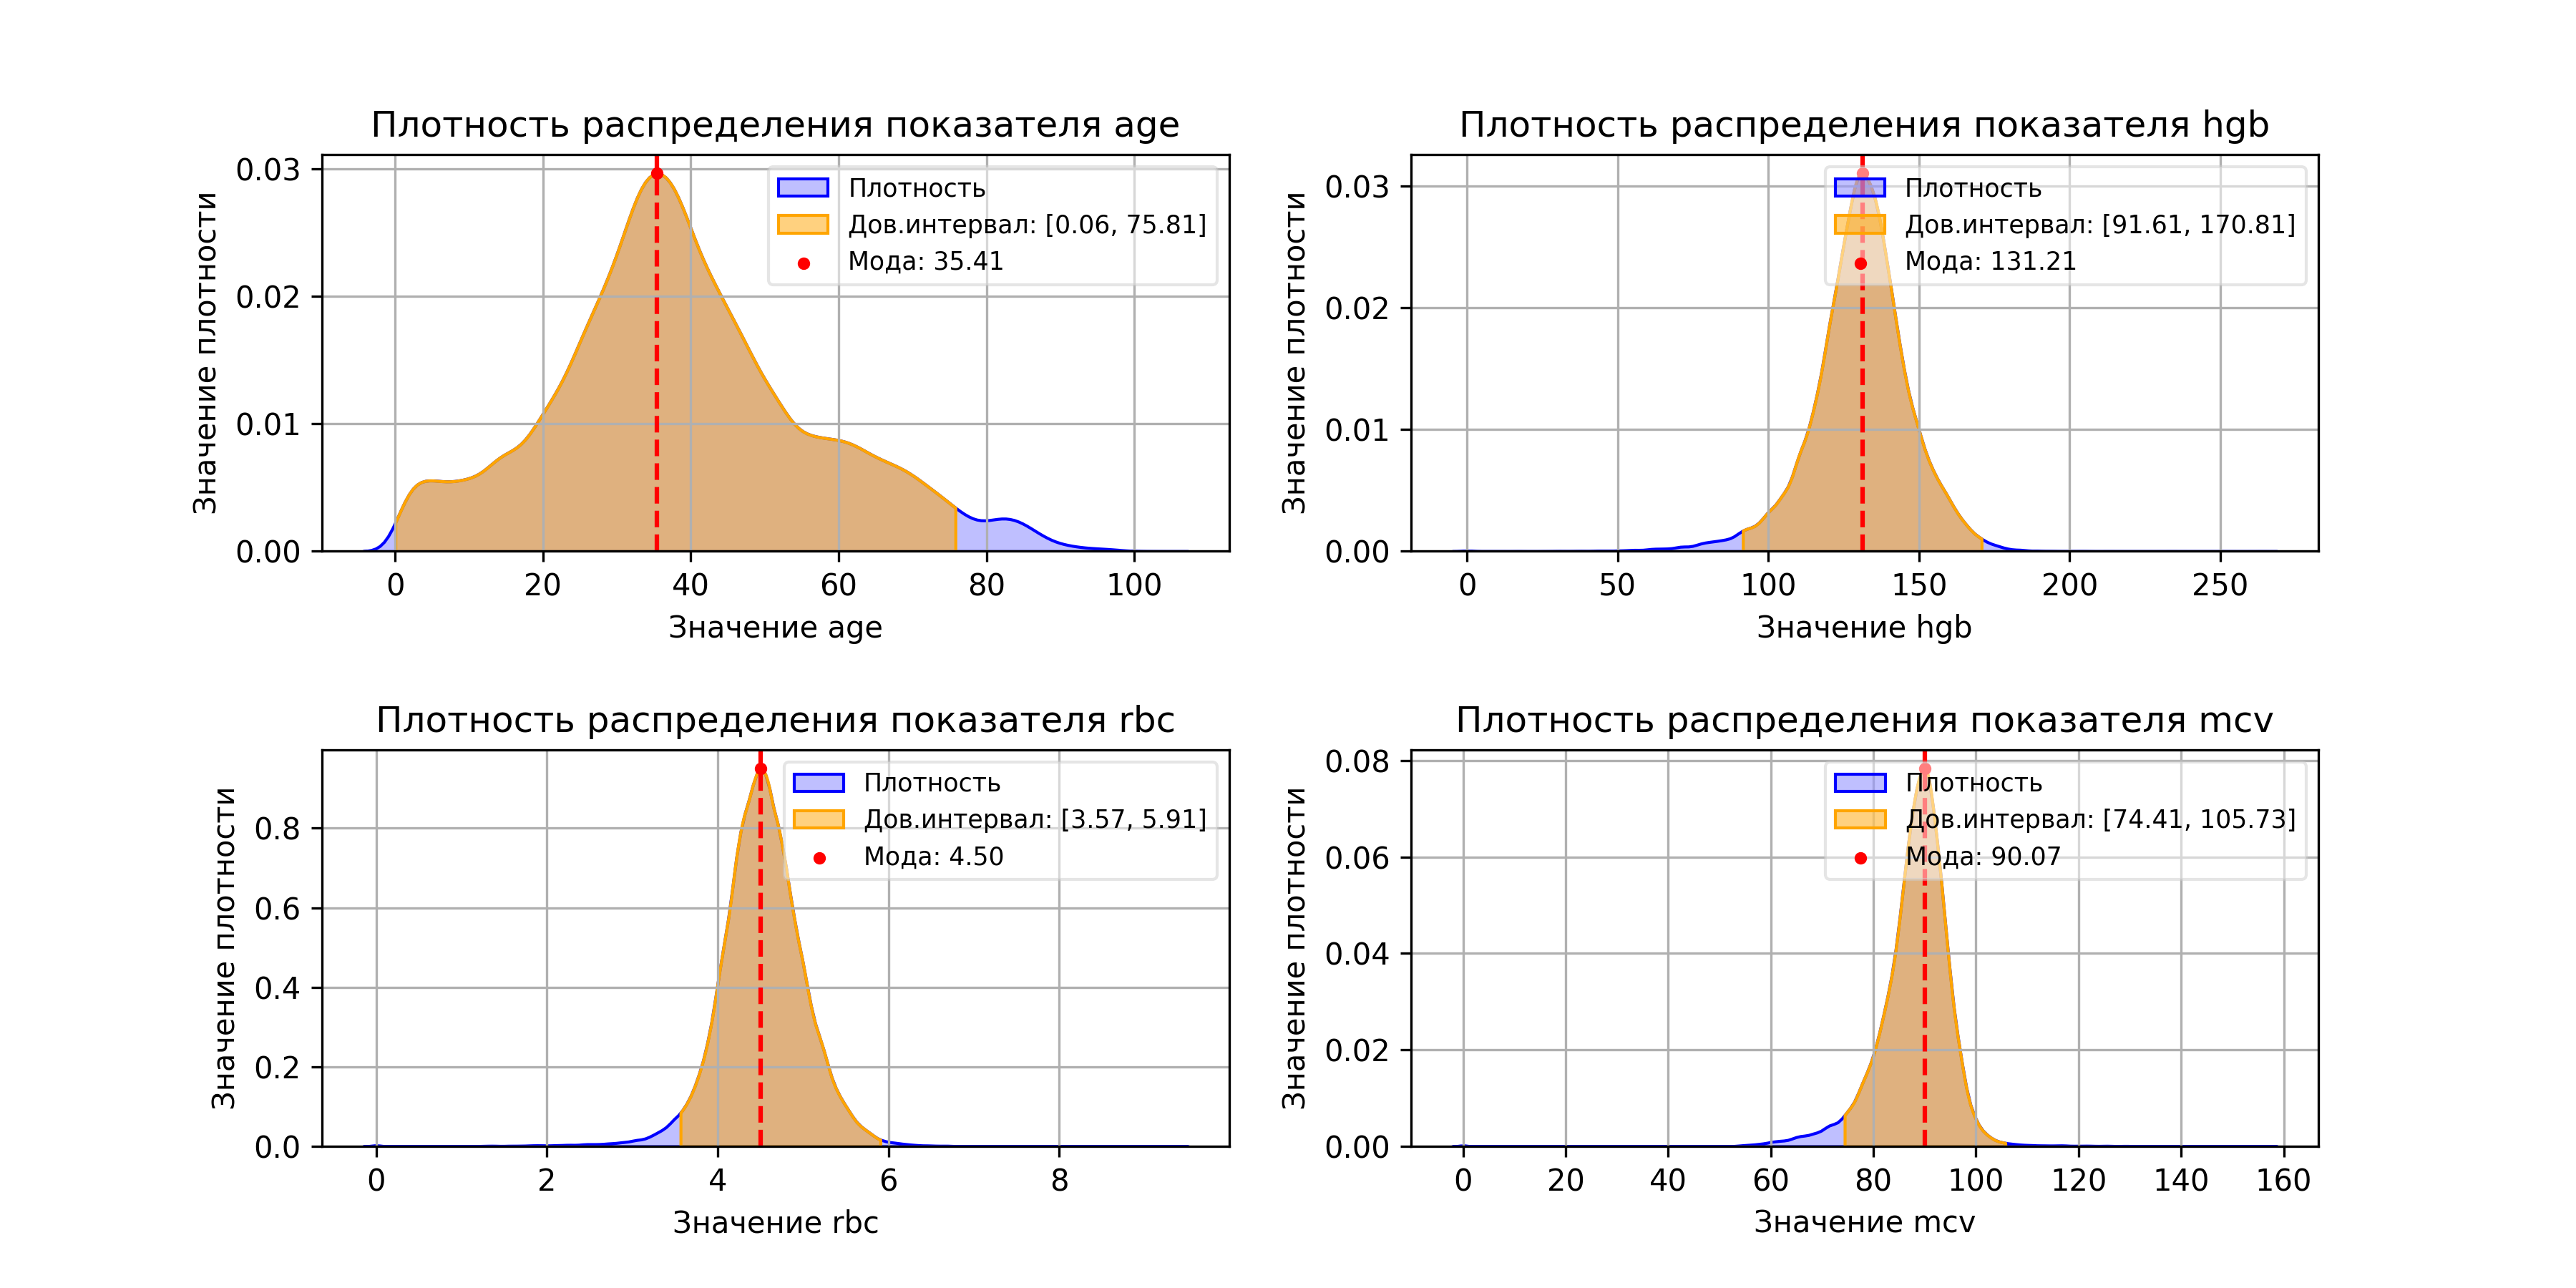 Плотность распределения показателя age
Значение плотности
0.03
0.02
0.01
0.00
Плотность
Дов.интервал: [0.06, 75.81]
Мода: 35.41
0 20 40 60 80 100
Значение age
Плотность распределения показателя hgb
Значение плотности
0.03
0.02
0.01
0.00
Плотность
Дов.интервал: [91.61, 170.81]
Мода: 131.21
0 50 100 150 200 250
Значение hgb
Плотность распределения показателя rbc
Значение плотности
0.8
0.6
0.4
0.2
0.0
Плотность
Дов.интервал: [3.57, 5.91]
Мода: 4.50
0 2 4 6 8
Значение rbc
Плотность распределения показателя mcv
Значение плотности
0.08
0.06
0.04
0.02
0.00
Плотность
Дов.интервал: [74.41, 105.73]
Мода: 90.07
0 20 40 60 80 100 120 140 160
Значение mcv